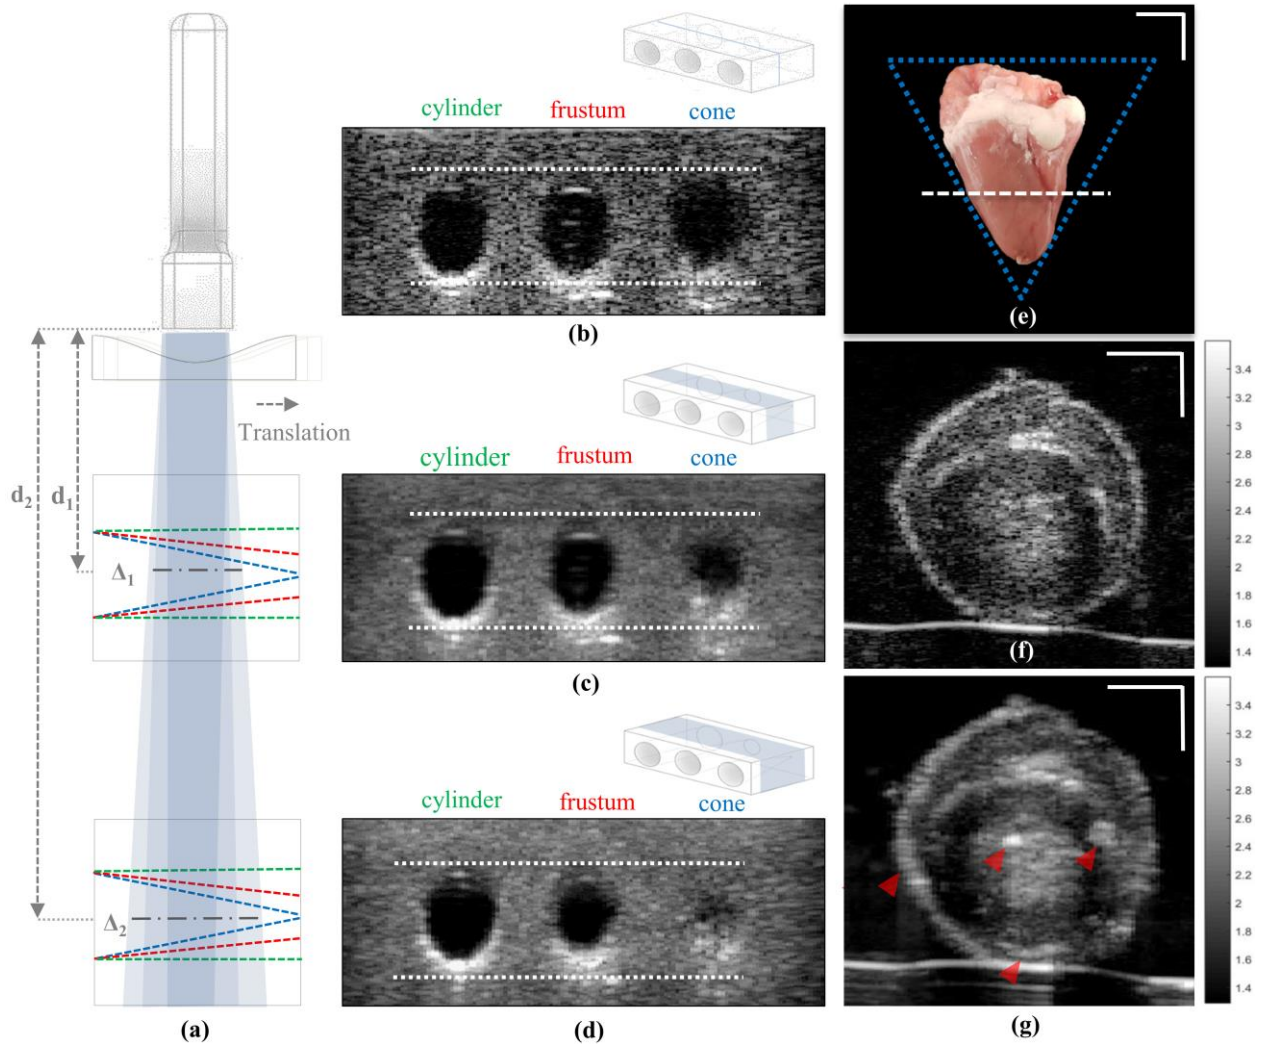 d₂
d₁
Translation
Δ₁
Δ₂
(a)
cylinder frustum cone
(b)
cylinder frustum cone
(c)
cylinder frustum cone
(d)
(e)
(f)
3.4
3.2
3
2.8
2.6
2.4
2.2
2
1.8
1.6
1.4
(g)
3.4
3.2
3
2.8
2.6
2.4
2.2
2
1.8
1.6
1.4